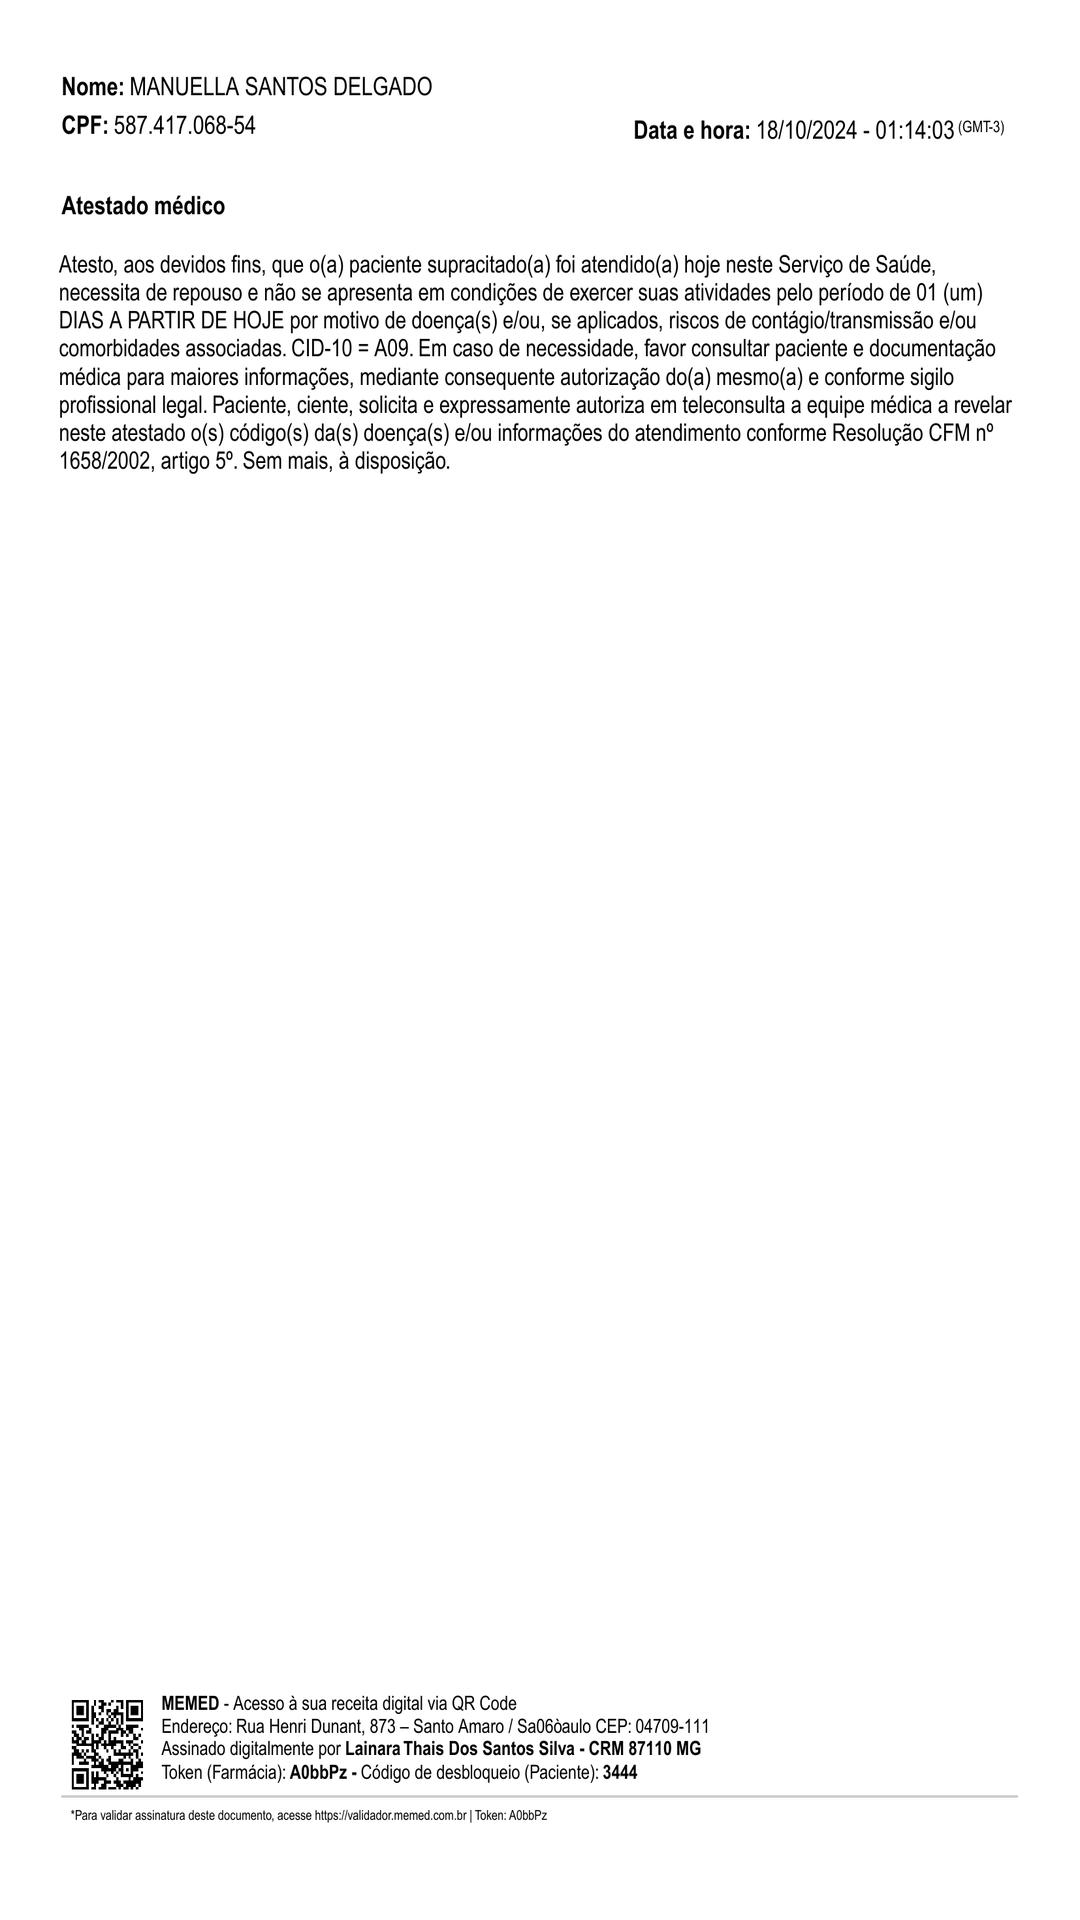 Nome: MANUELLA SANTOS DELGADO
CPF: 587.417.068-54
Data e hora: 18/10/2024 - 01:14:03 (GMT-3)
Atestado médico
Atesto, aos devidos fins, que o(a) paciente supracitado(a) foi atendido(a) hoje neste Serviço de Saúde,
necessita de repouso e não se apresenta em condições de exercer suas atividades pelo período de 01 (um)
DIAS A PARTIR DE HOJE por motivo de doença(s) e/ou, se aplicados, riscos de contágio/transmissão e/ou
comorbidades associadas. CID-10 = A09. Em caso de necessidade, favor consultar paciente e documentação
médica para maiores informações, mediante consequente autorização do(a) mesmo(a) e conforme sigilo
profissional legal. Paciente, ciente, solicita e expressamente autoriza em teleconsulta a equipe médica a revelar
neste atestado o(s) código(s) da(s) doença(s) e/ou informações do atendimento conforme Resolução CFM nº
1658/2002, artigo 5º. Sem mais, à disposição.
MEMED - Acesso à sua receita digital via QR Code
Endereço: Rua Henri Dunant, 873 – Santo Amaro / Sa06òaulo CEP: 04709-111
Assinado digitalmente por Lainara Thais Dos Santos Silva - CRM 87110 MG
Token (Farmácia): A0bbPz - Código de desbloqueio (Paciente): 3444
*Para validar assinatura deste documento, acesse https://validador.memed.com.br | Token: A0bbPz